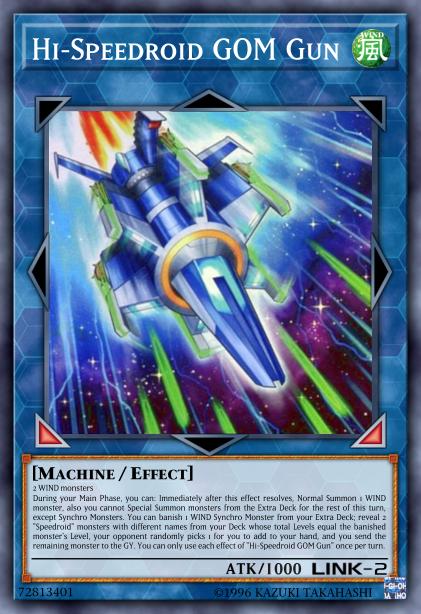 HI-SPEEDROID GOM GUN
WIND
風
[MACHINE / EFFECT]
2 WIND monsters
During your Main Phase, you can: Immediately after this effect resolves, Normal Summon 1 WIND
monster, also you cannot Special Summon monsters from the Extra Deck for the rest of this turn,
except Synchro Monsters. You can banish 1 WIND Synchro Monster from your Extra Deck; reveal 2
"Speedroid" monsters with different names from your Deck whose total Levels equal the banished
monster's Level, your opponent randomly picks 1 for you to add to your hand, and you send the
remaining monster to the GY. You can only use each effect of "Hi-Speedroid GOM Gun" once per turn.
ATK/1000 LINK-2
72813401 ©1996 KAZUKI TAKAHASHI